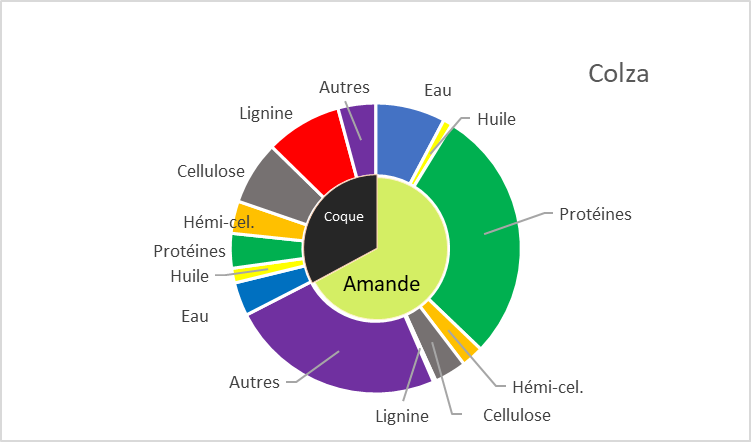 Colza
Autres
Eau
Lignine
Huile
Cellulose
Coque
Protéines
Hémi-cel.
Protéines
Huile
Amande
Eau
Autres
Hémi-cel.
Lignine
Cellulose